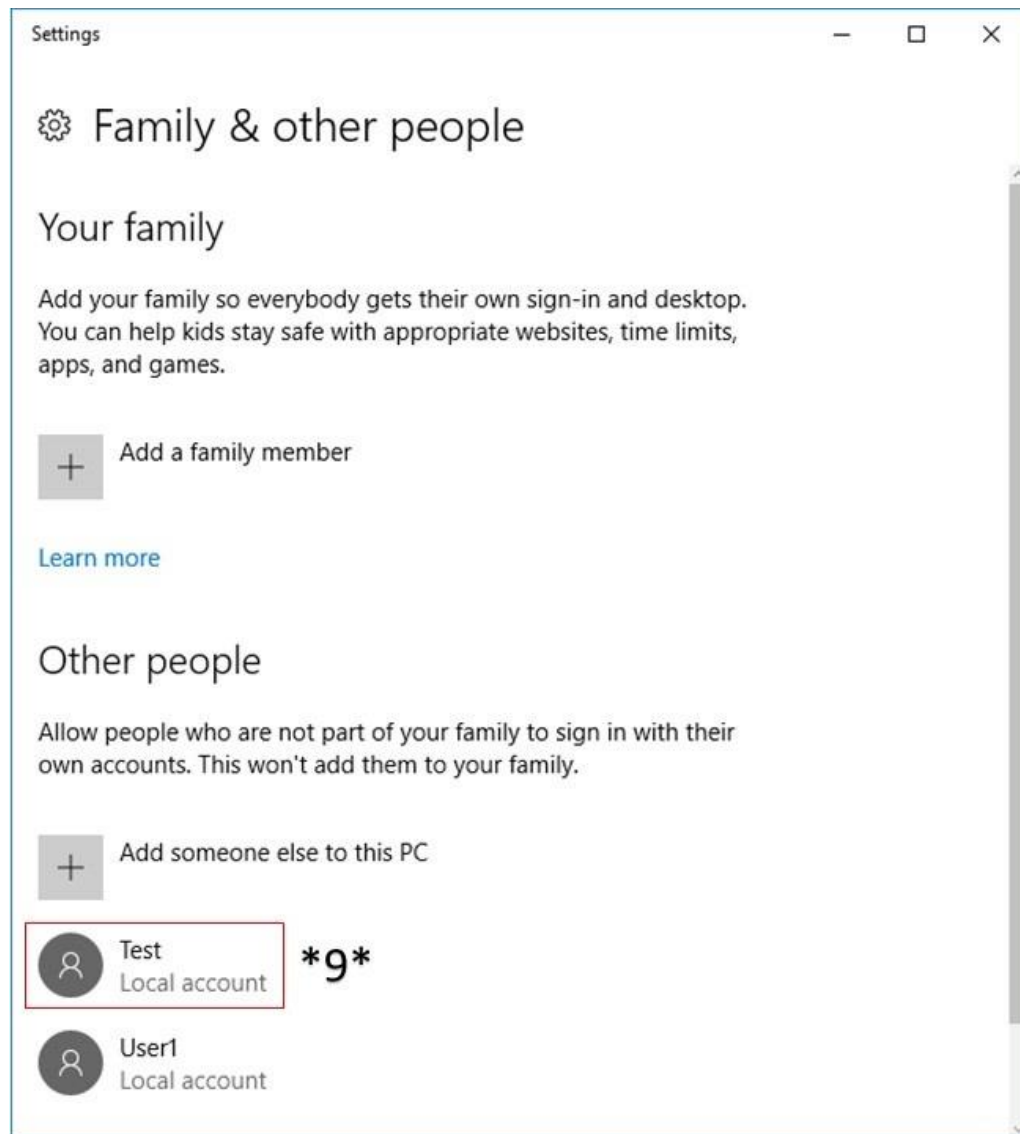 Settings
Family & other people
Your family
Add your family so everybody gets their own sign-in and desktop.
You can help kids stay safe with appropriate websites, time limits,
apps, and games.
Add a family member
Learn more
Other people
Allow people who are not part of your family to sign in with their
own accounts. This won't add them to your family.
Add someone else to this PC
Test
Local account
*9*
User1
Local account